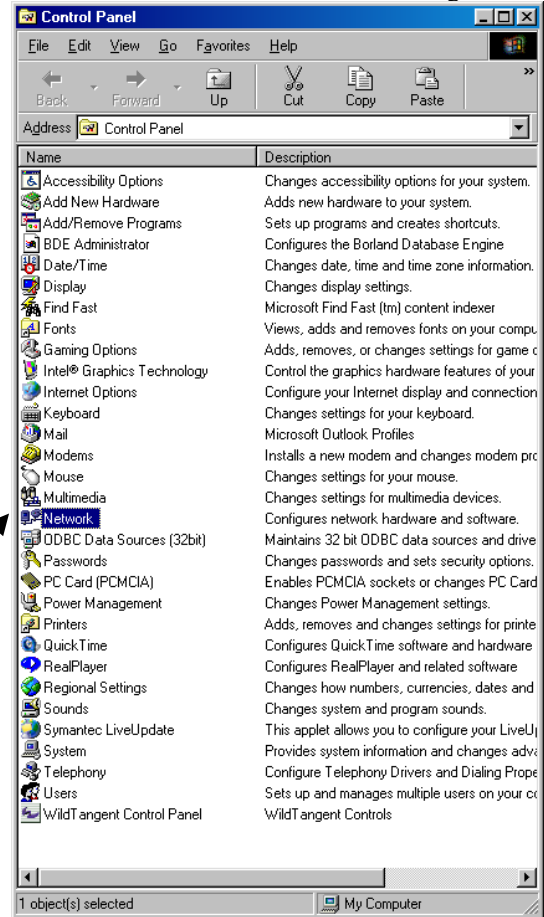 Control Panel
File Edit View Go Favorites Help
Back Forward Up Cut Copy Paste »
Address Control Panel
Name Description
Accessibility Options Changes accessibility options for your system.
Add New Hardware Adds new hardware to your system.
Add/Remove Programs Sets up programs and creates shortcuts.
BDE Administrator Configures the Borland Database Engine
Date/Time Changes date, time and time zone information.
Display Changes display settings.
Find Fast Microsoft Find Fast (tm) content indexer
Fonts Views, adds and removes fonts on your compu
Gaming Options Adds, removes, or changes settings for game c
Intel® Graphics Technology Control the graphics hardware features of your
Internet Options Configure your Internet display and connection
Keyboard Changes settings for your keyboard.
Mail Microsoft Outlook Profiles
Modems Installs a new modem and changes modem pro
Mouse Changes settings for your mouse.
Multimedia Changes settings for multimedia devices.
Network Configures network hardware and software.
ODBC Data Sources (32bit) Maintains 32 bit ODBC data sources and drive
Passwords Changes passwords and sets security options.
PC Card (PCMCIA) Enables PCMCIA sockets or changes PC Card
Power Management Changes Power Management settings.
Printers Adds, removes and changes settings for printe
QuickTime Configures QuickTime software and hardware
RealPlayer Configures RealPlayer and related software
Regional Settings Changes how numbers, currencies, dates and
Sounds Changes system and program sounds.
Symantec LiveUpdate This applet allows you to configure your LiveU
System Provides system information and changes adva
Telephony Configure Telephony Drivers and Dialing Prope
Users Sets up and manages multiple users on your co
WildTangent Control Panel WildTangent Controls
1 object(s) selected My Computer